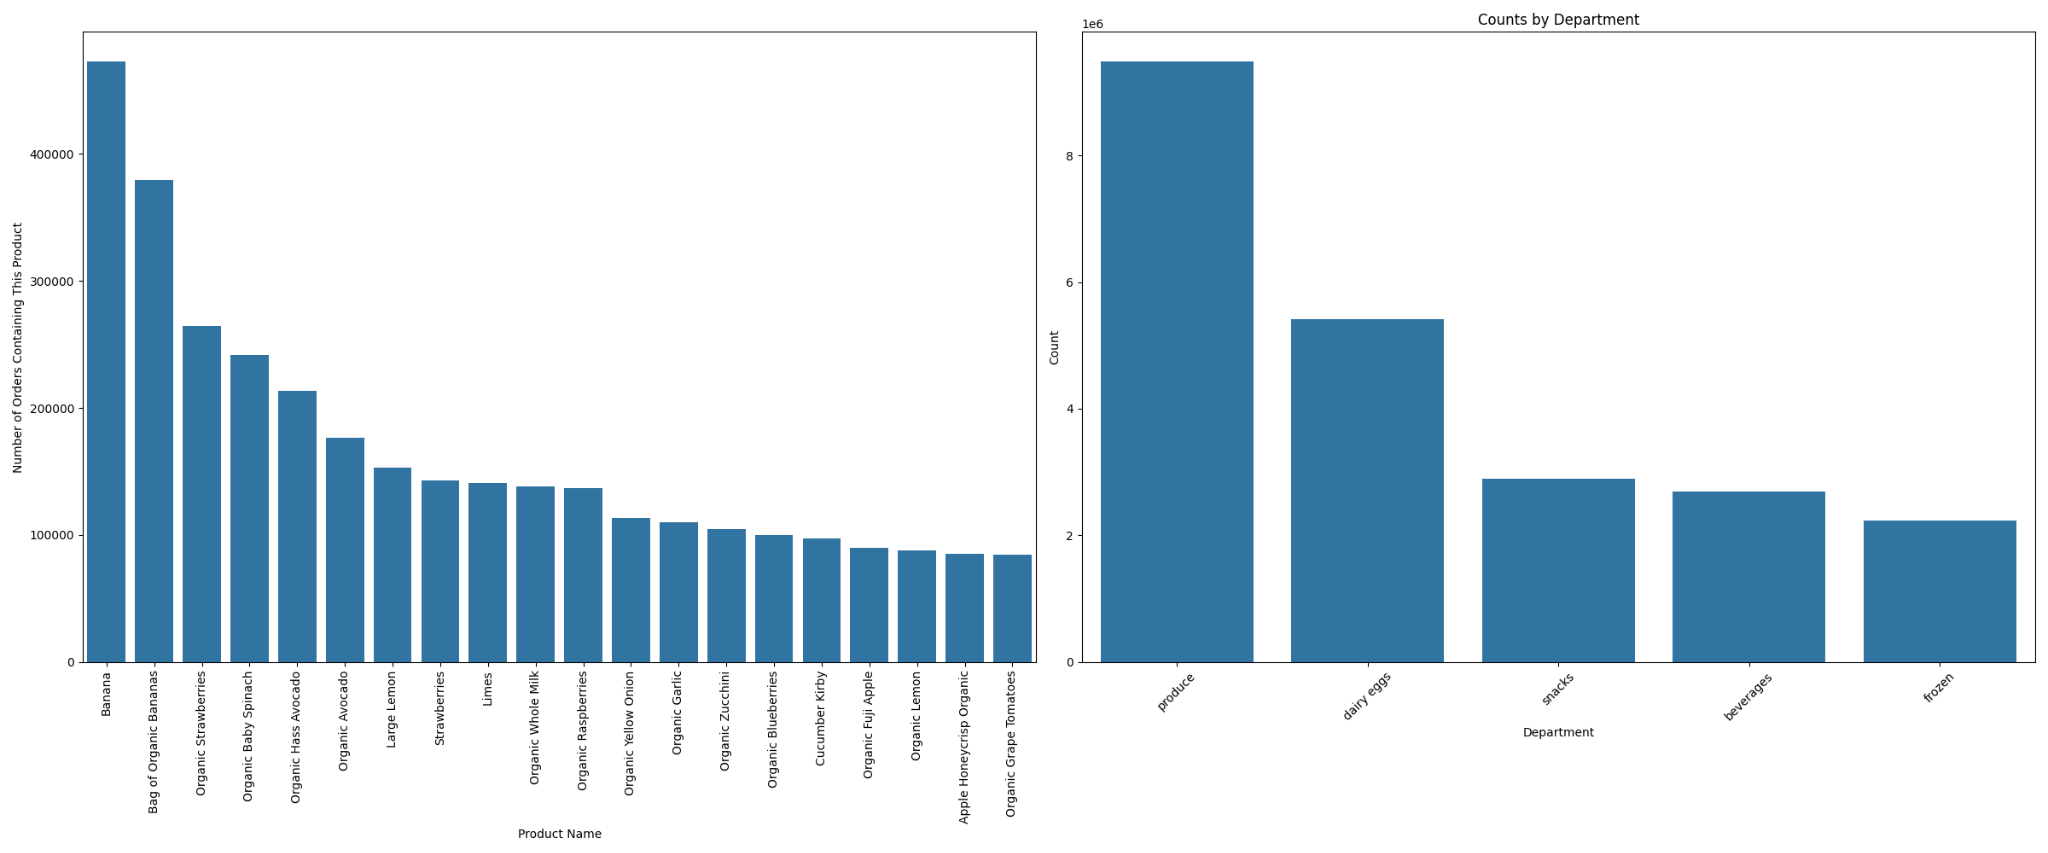 Number of Orders Containing This Product
400000
300000
200000
100000
0
Banana
Bag of Organic Bananas
Organic Strawberries
Organic Baby Spinach
Organic Hass Avocado
Organic Avocado
Large Lemon
Strawberries
Limes
Organic Whole Milk
Organic Raspberries
Organic Yellow Onion
Organic Garlic
Organic Zucchini
Organic Blueberries
Cucumber Kirby
Organic Fuji Apple
Organic Lemon
Apple Honeycrisp Organic
Organic Grape Tomatoes
Product Name
Counts by Department
1e6
Count
8
6
4
2
0
produce
dairy eggs
snacks
beverages
frozen
Department